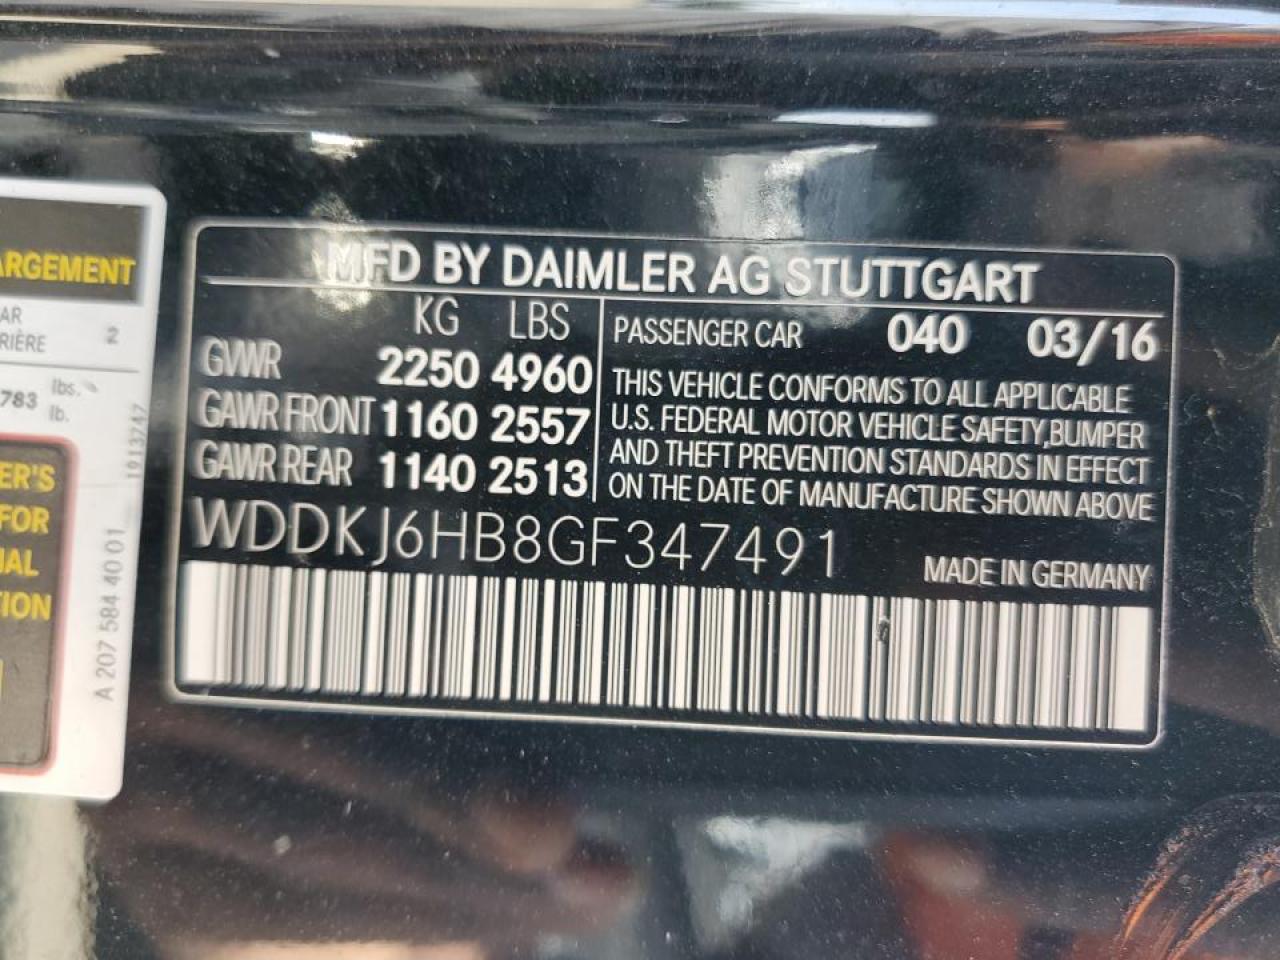 ARGEMENT
AR
RIÈRE 2
783 lbs.
lb.
ER'S
FOR
IAL
TION
1913747
A 207 584 40 01
MFD BY DAIMLER AG STUTTGART
KG LBS
GVWR 2250 4960
GAWR FRONT 1160 2557
GAWR REAR 1140 2513
PASSENGER CAR 040 03/16
THIS VEHICLE CONFORMS TO ALL APPLICABLE
U.S. FEDERAL MOTOR VEHICLE SAFETY,BUMPER
AND THEFT PREVENTION STANDARDS IN EFFECT
ON THE DATE OF MANUFACTURE SHOWN ABOVE
WDDKJ6HB8GF347491
MADE IN GERMANY